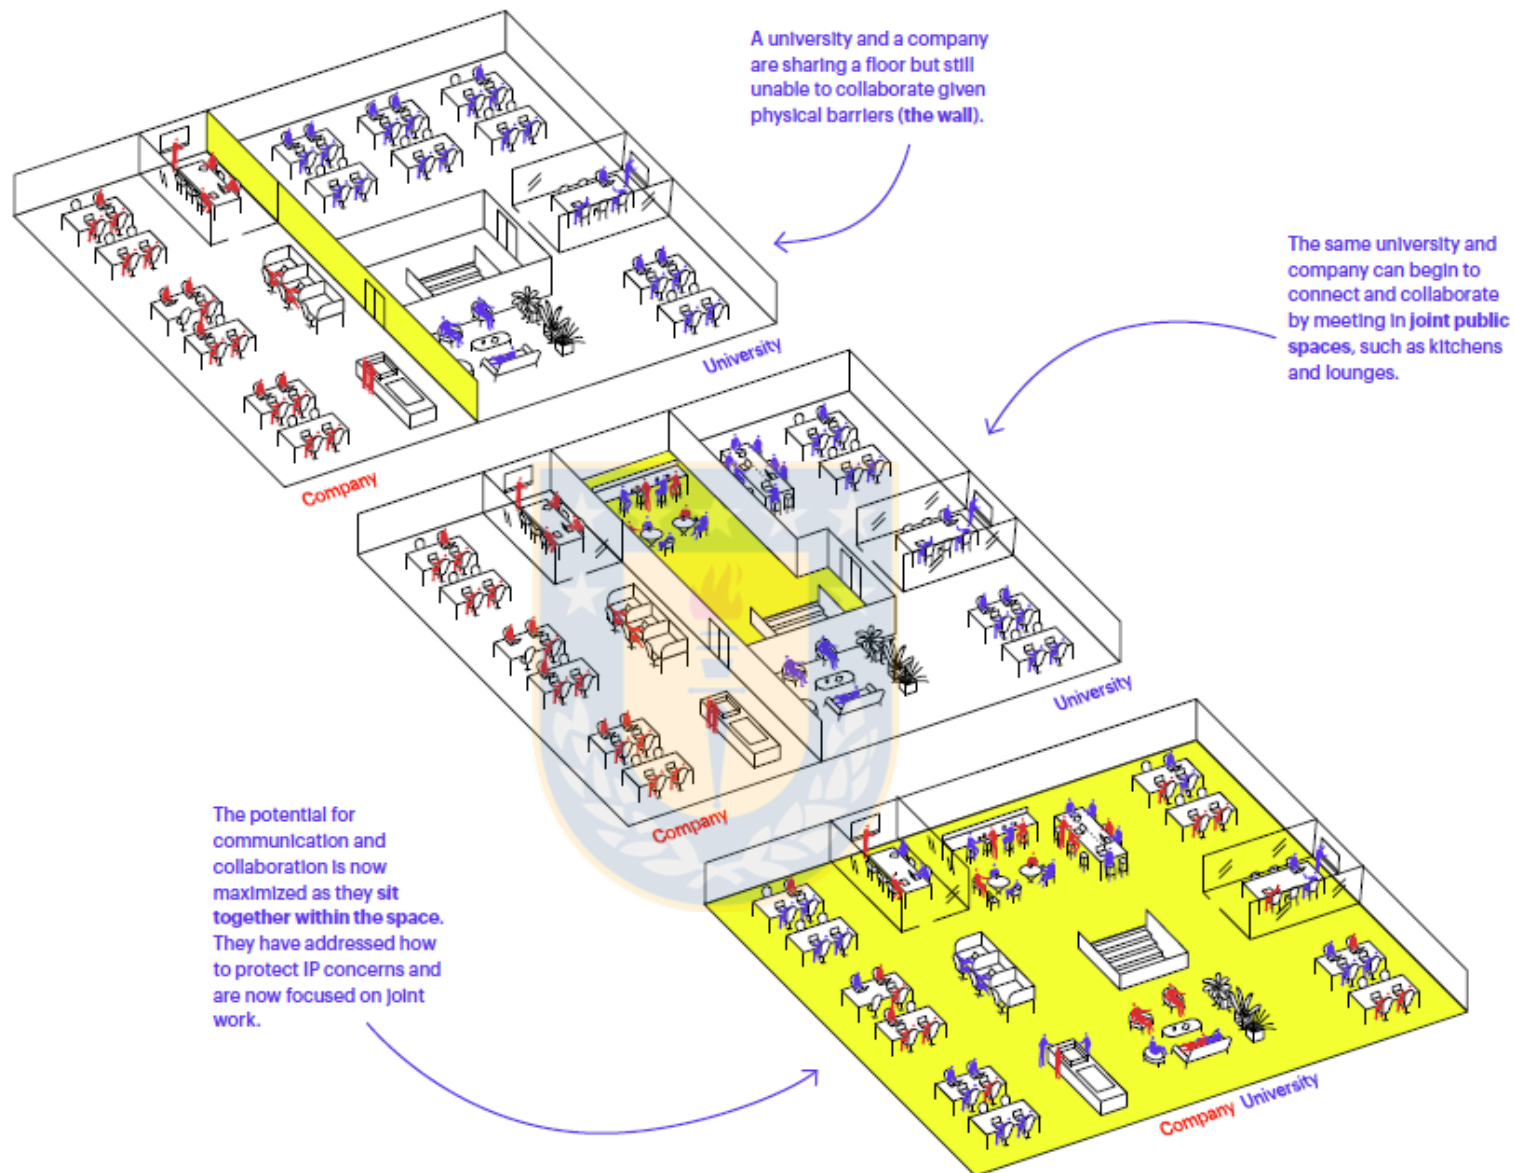 A university and a company
are sharing a floor but still
unable to collaborate given
physical barriers (the wall).
The same university and
company can begin to
connect and collaborate
by meeting in joint public
spaces, such as kitchens
and lounges.
University
Company
University
Company
The potential for
communication and
collaboration is now
maximized as they sit
together within the space.
They have addressed how
to protect IP concerns and
are now focused on joint
work.
Company University